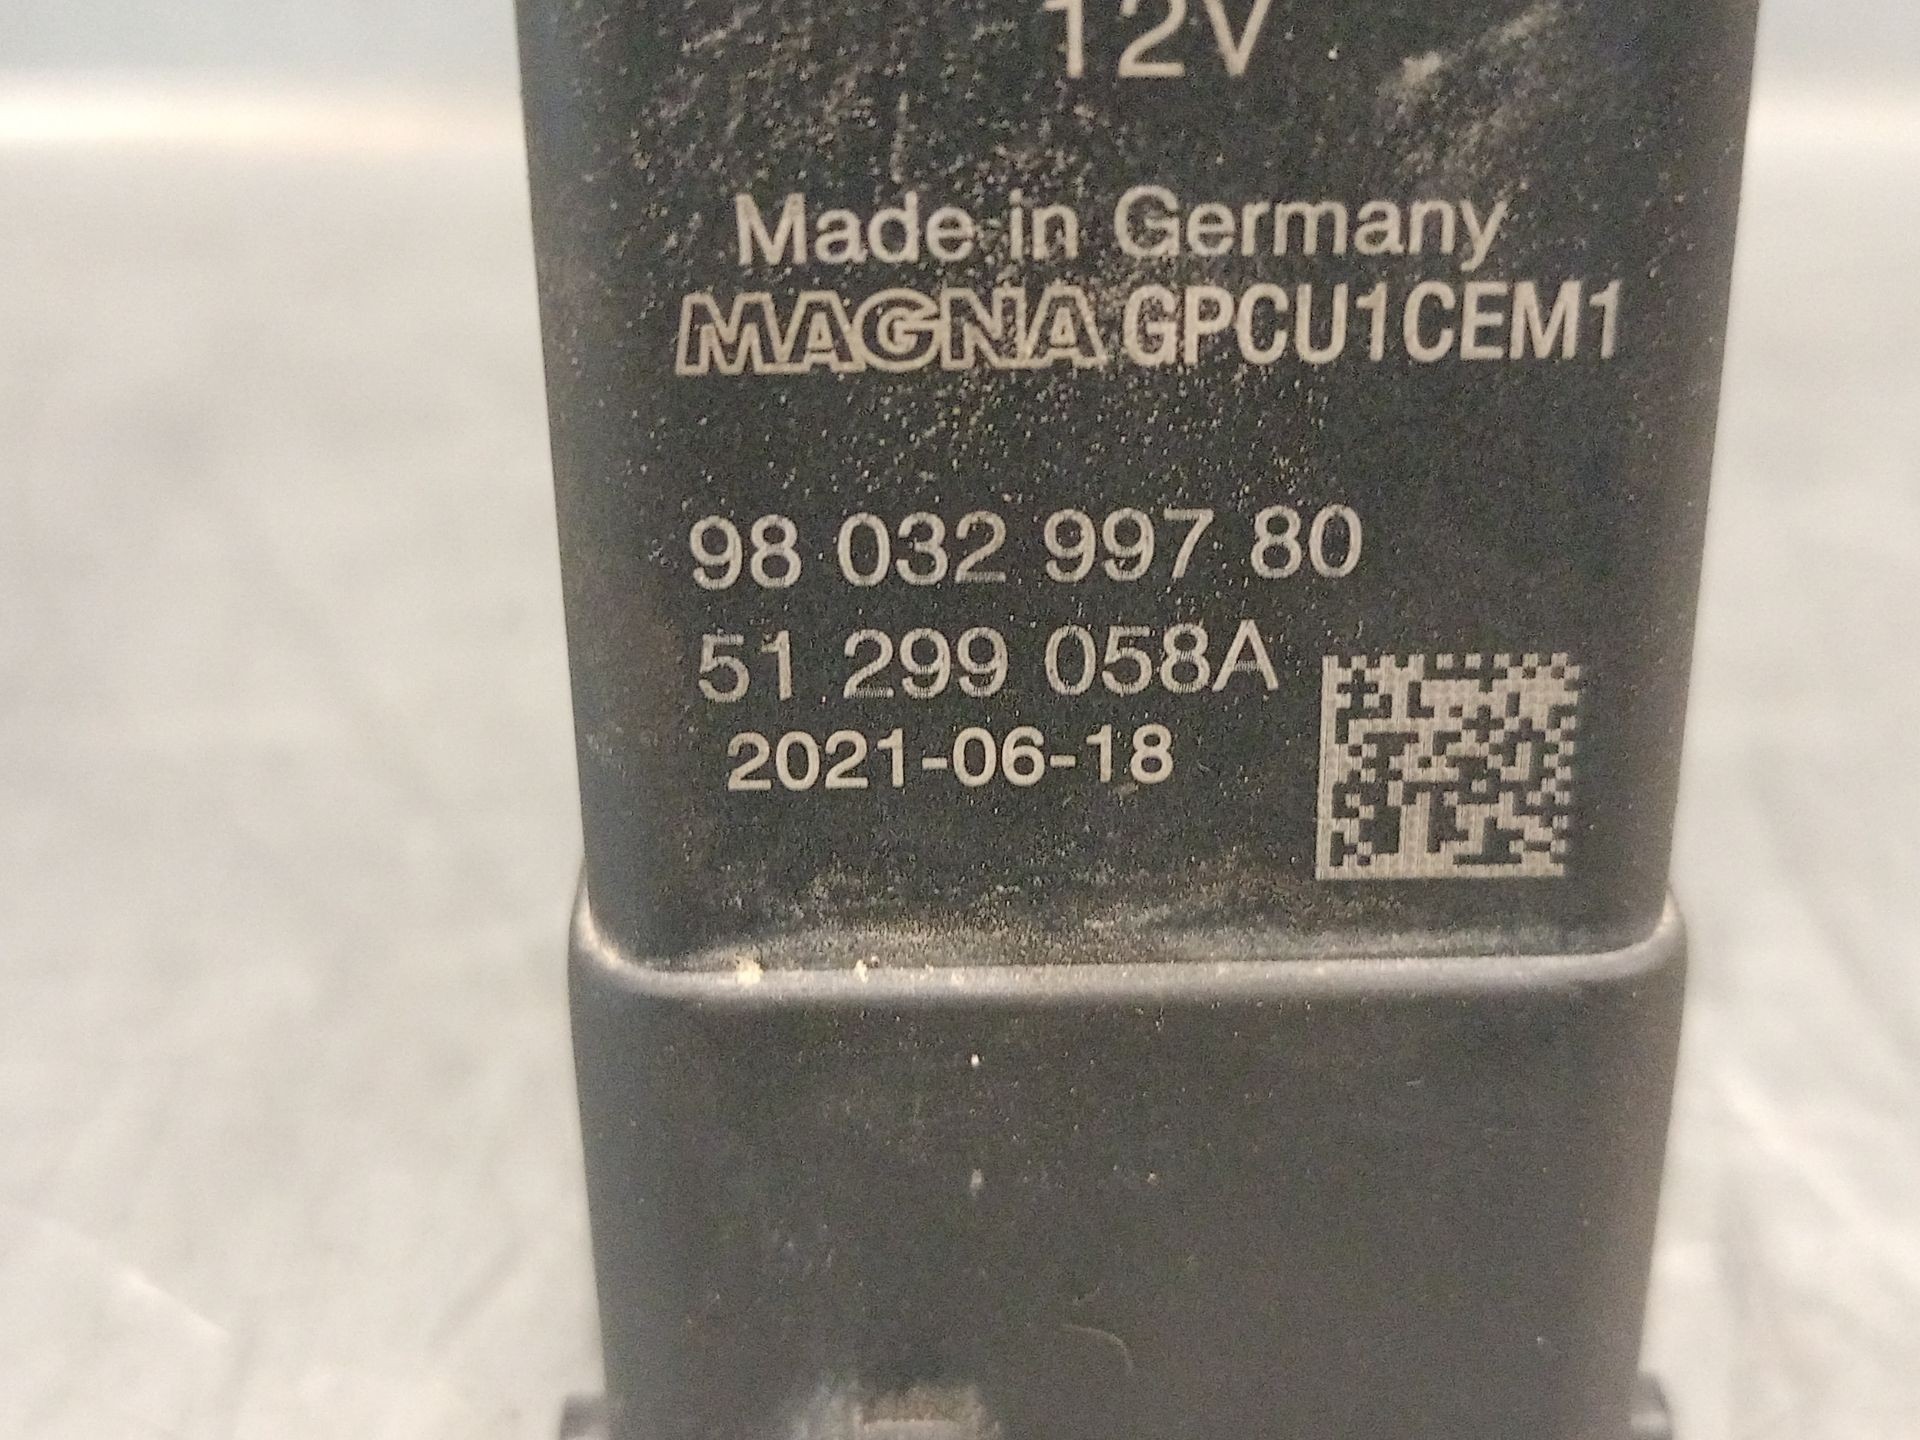 12V
Made in Germany
MAGNA GPCU1CEM1
98 032 997 80
51 299 058A
2021-06-18